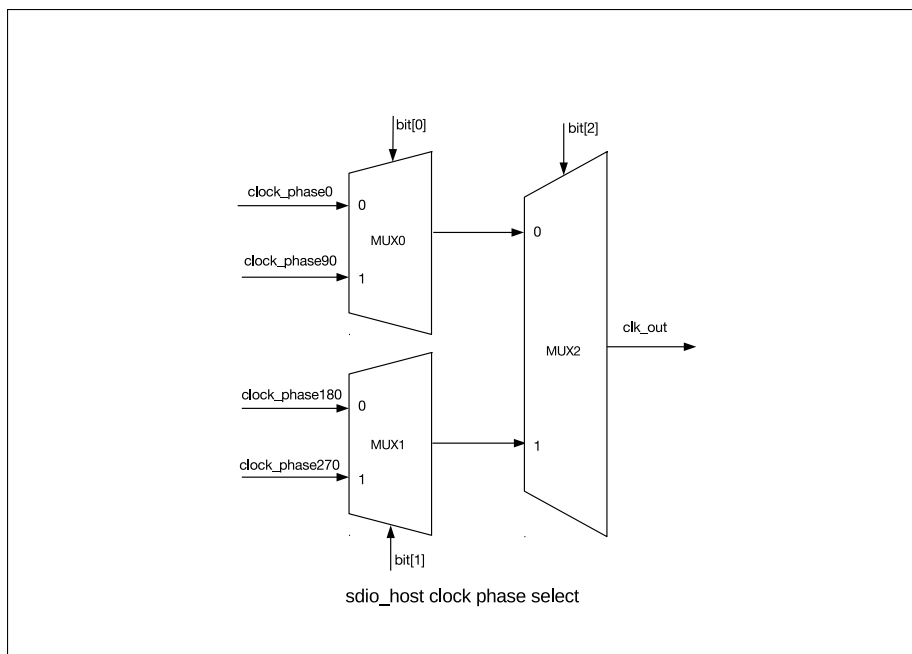 bit[0]
bit[2]
clock_phase0
0
MUX0
0
clock_phase90
1
clk_out
MUX2
clock_phase180
0
MUX1
1
clock_phase270
1
bit[1]
sdio_host clock phase select